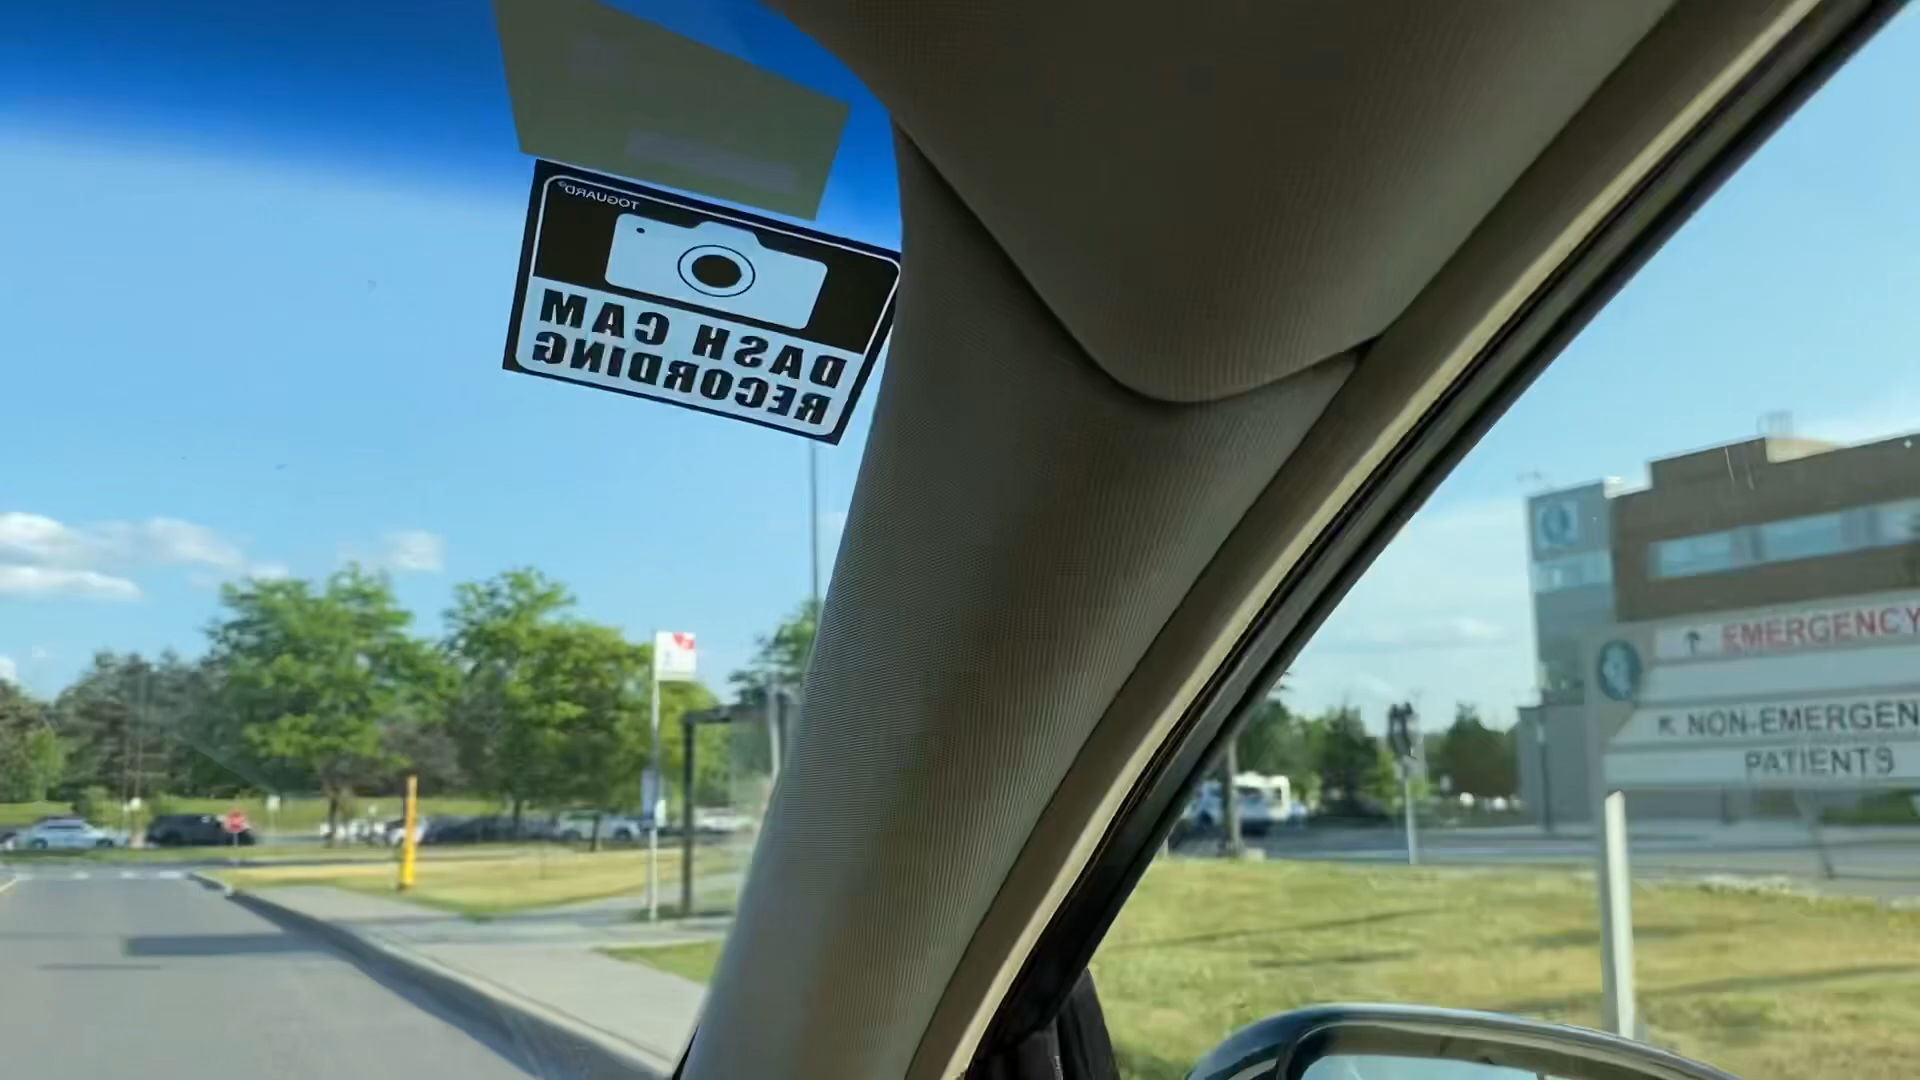 TOGUARD®
DASH CAM
RECORDING
EMERGENCY
NON-EMERGEN
PATIENTS